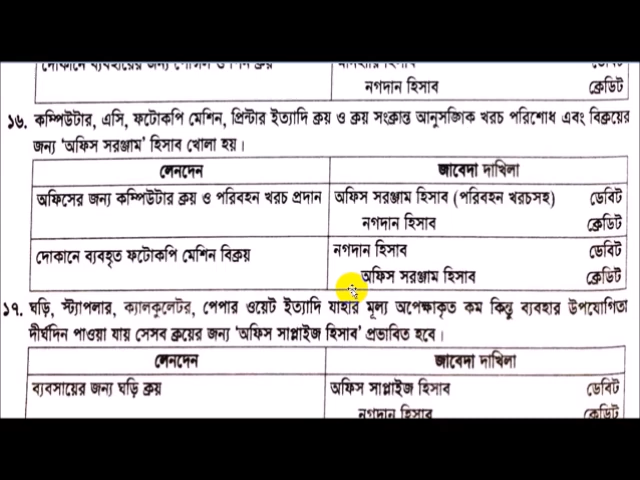 দোকানে ব্যবহারের জন্য
নগদান হিসাব ক্রেডিট
১৬. কম্পিউটার, এসি, ফটোকপি মেশিন, প্রিন্টার ইত্যাদি ক্রয় ও ক্রয় সংক্রান্ত আনুসঙ্গিক খরচ পরিশোধ এবং বিক্রয়ের
জন্য ‘অফিস সরঞ্জাম’ হিসাব খোলা হয়।
লেনদেন জাবেদা দাখিলা
অফিসের জন্য কম্পিউটার ক্রয় ও পরিবহন খরচ প্রদান অফিস সরঞ্জাম হিসাব (পরিবহন খরচসহ) ডেবিট
নগদান হিসাব ক্রেডিট
দোকানে ব্যবহৃত ফটোকপি মেশিন বিক্রয় নগদান হিসাব ডেবিট
অফিস সরঞ্জাম হিসাব ক্রেডিট
১৭. ঘড়ি, স্ট্যাপলার, ক্যালকুলেটর, পেপার ওয়েট ইত্যাদি যাহার মূল্য অপেক্ষাকৃত কম কিন্তু ব্যবহার উপযোগিতা
দীর্ঘদিন পাওয়া যায় সেসব ক্রয়ের জন্য ‘অফিস সাপ্লাইজ হিসাব’ প্রভাবিত হবে।
লেনদেন জাবেদা দাখিলা
ব্যবসায়ের জন্য ঘড়ি ক্রয় অফিস সাপ্লাইজ হিসাব ডেবিট
নগদান হিসাব ক্রেডিট